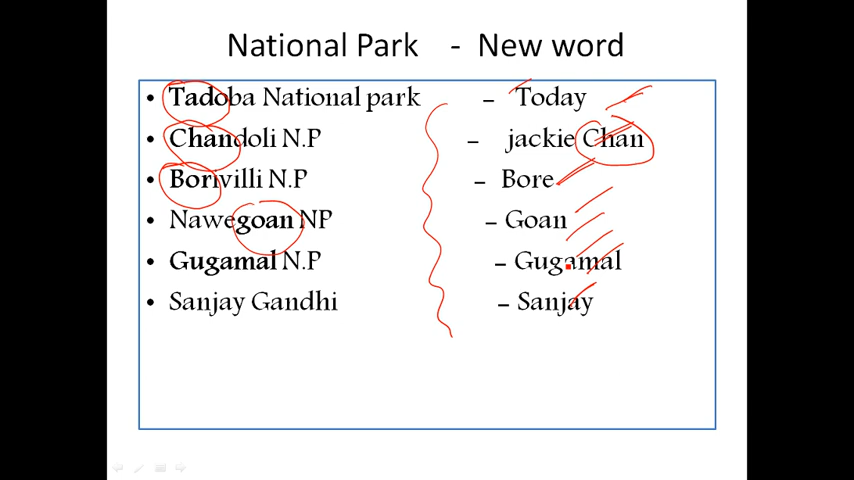 National Park - New word
• Tadoba National park – Today
• Chandoli N.P – jackie Chan
• Borivilli N.P – Bore
• Nawegoan NP – Goan
• Gugamal N.P – Gugamal
• Sanjay Gandhi – Sanjay